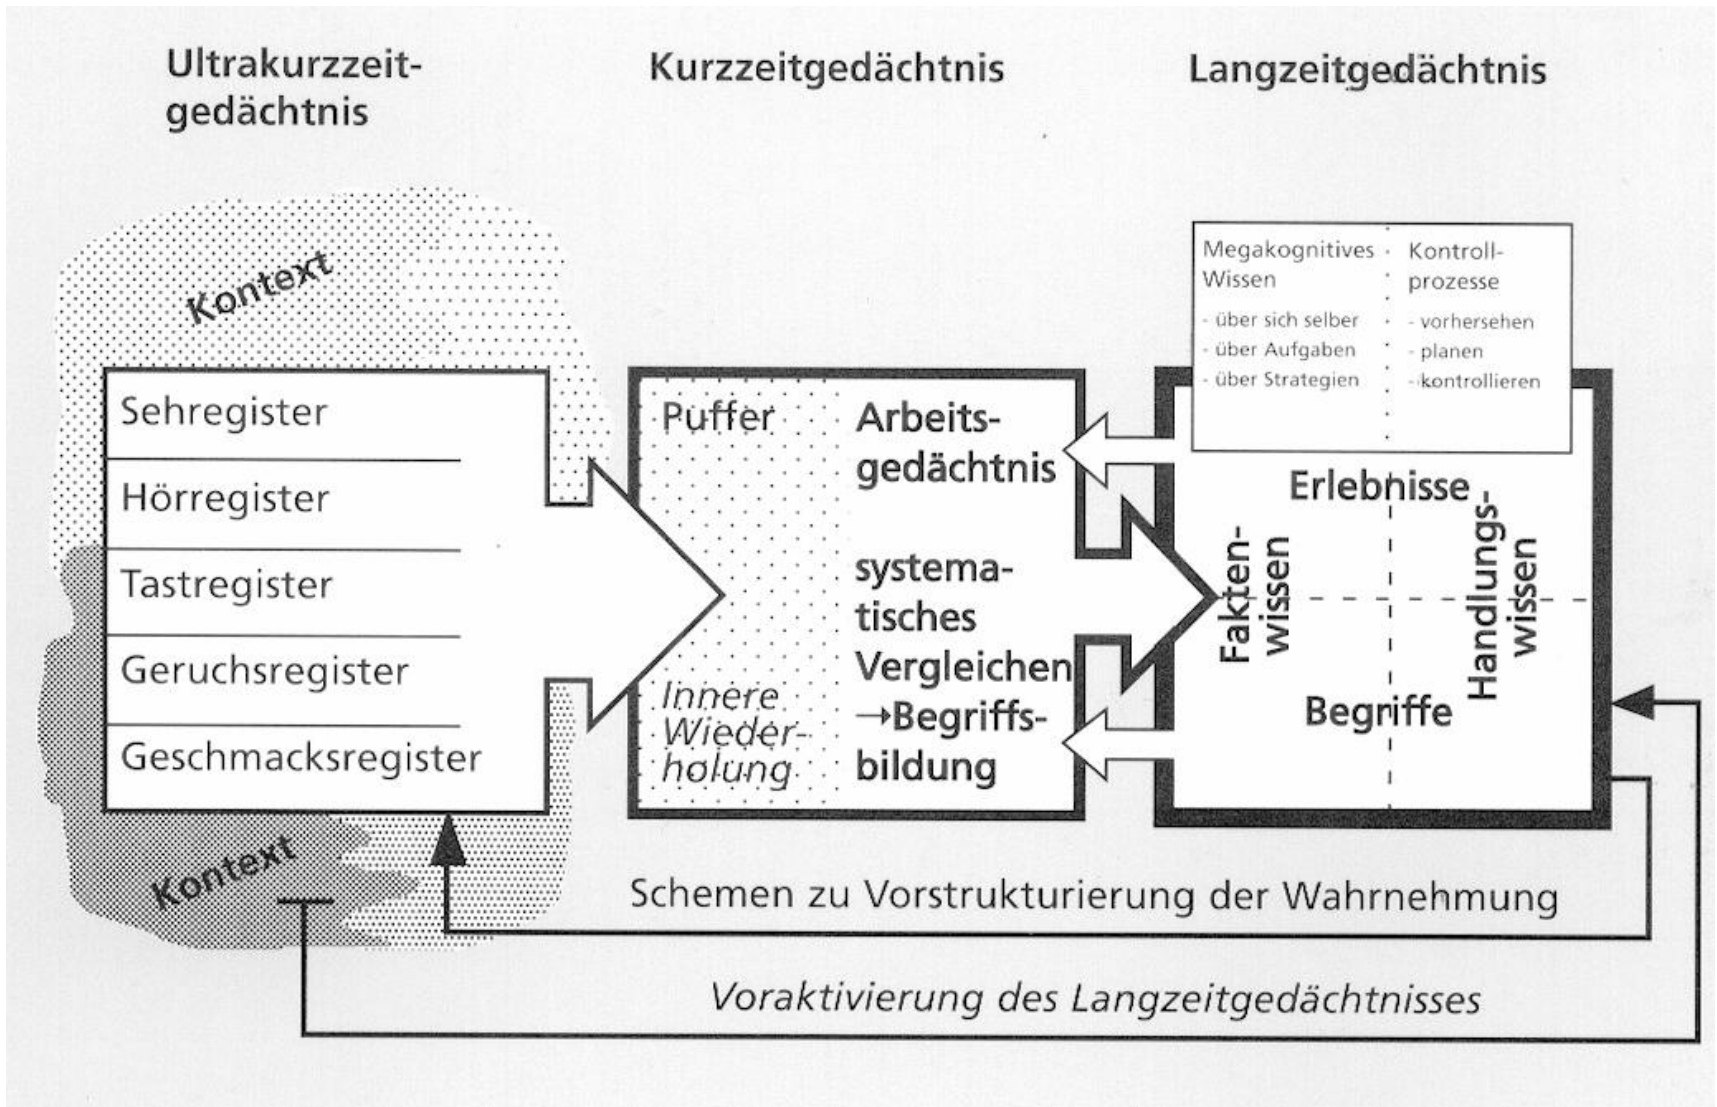 Ultrakurzzeit-
gedächtnis
Kurzzeitgedächtnis
Langzeitgedächtnis
Kontext
Sehregister
Hörregister
Tastregister
Geruchsregister
Geschmacksregister
Kontext
Puffer
Innere
Wieder-
holung
Arbeits-
gedächtnis
systema-
tisches
Vergleichen
→Begriffs-
bildung
Megakognitives
Wissen
- über sich selber
- über Aufgaben
- über Strategien
Kontroll-
prozesse
- vorhersehen
- planen
- kontrollieren
Erlebnisse
Fakten-
wissen
Handlungs-
wissen
Begriffe
Schemen zu Vorstrukturierung der Wahrnehmung
Voraktivierung des Langzeitgedächtnisses